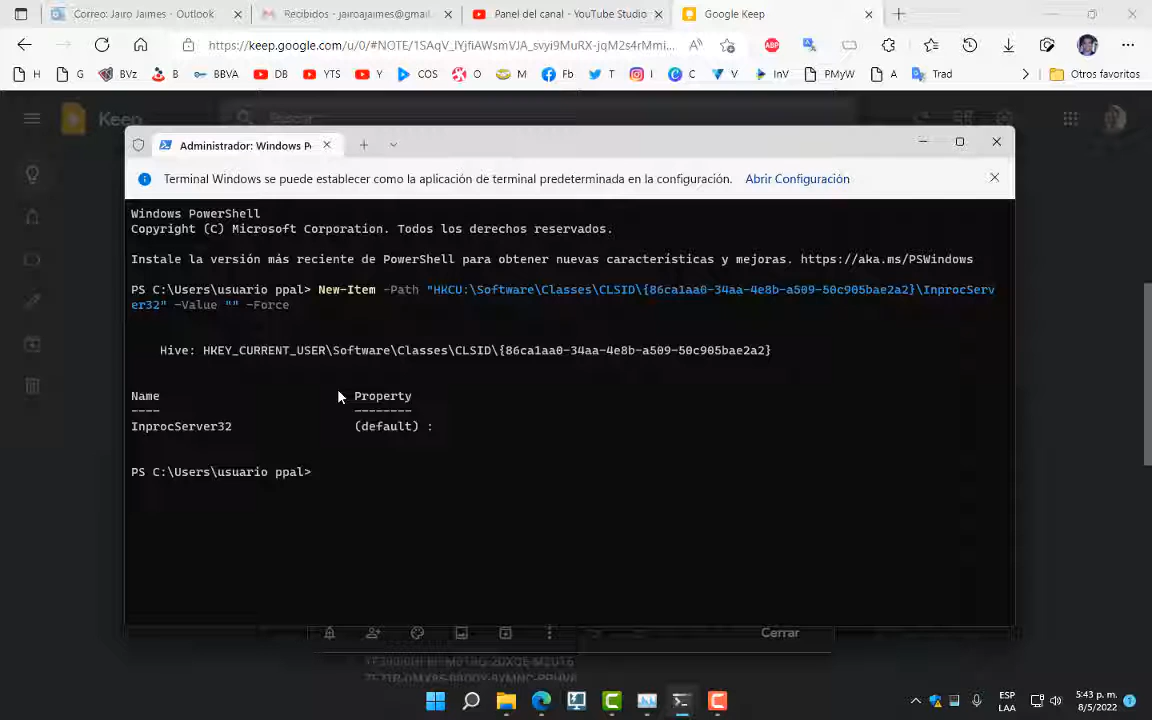 Correo: Jairo Jaimes - Outlook
Recibidos - jairoajaimes@gmail
Panel del canal - YouTube Studio
Google Keep
https://keep.google.com/u/0/#NOTE/
H G BVz B BBVA DB YTS Y COS O M Fb T I C V InV PMyW A Trad Otros favoritos
Keep
Buscar
Administrador: Windows P
Terminal Windows se puede establecer como la aplicación de terminal predeterminada en la configuración. Abrir Configuración
Windows PowerShell
Copyright (C) Microsoft Corporation. Todos los derechos reservados.
Instale la versión más reciente de PowerShell para obtener nuevas características y mejoras. https://aka.ms/PSWindows
PS C:\Users\usuario ppal> New-Item -Path "HKCU:\Software\Classes\CLSID\{86ca1aa0-34aa-4e8b-a509-50c905bae2a2}\InprocServ
er32" -Value "" -Force
Hive: HKEY_CURRENT_USER\Software\Classes\CLSID\{86ca1aa0-34aa-4e8b-a509-50c905bae2a2}
Name Property
---- --------
InprocServer32 (default) :
PS C:\Users\usuario ppal>
Cerrar
ESP
LAA
5:43 p. m.
8/5/2022